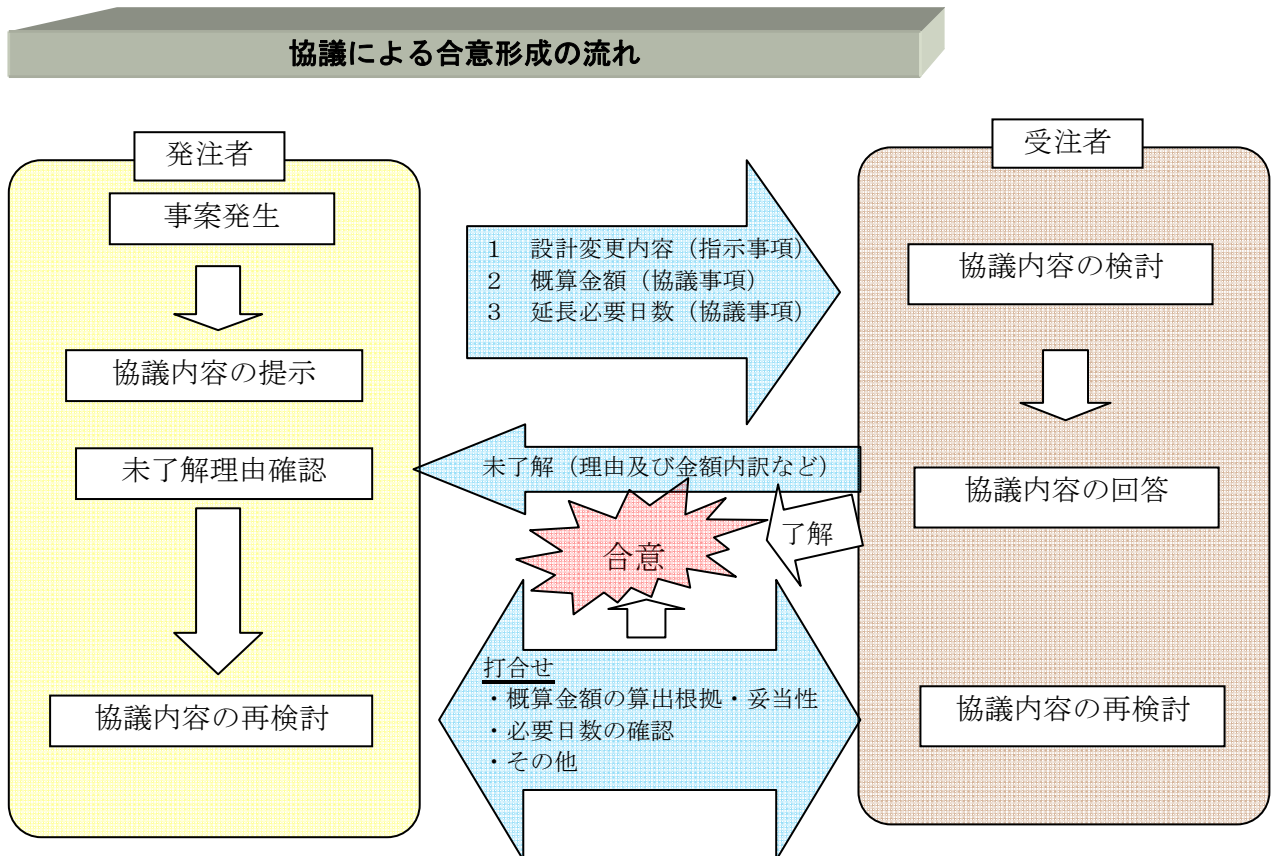 協議による合意形成の流れ
発注者
事案発生
協議内容の提示
未了解理由確認
協議内容の再検討
1 設計変更内容（指示事項）
2 概算金額（協議事項）
3 延長必要日数（協議事項）
未了解（理由及び金額内訳など）
合意
了解
打合せ
・概算金額の算出根拠・妥当性
・必要日数の確認
・その他
受注者
協議内容の検討
協議内容の回答
協議内容の再検討